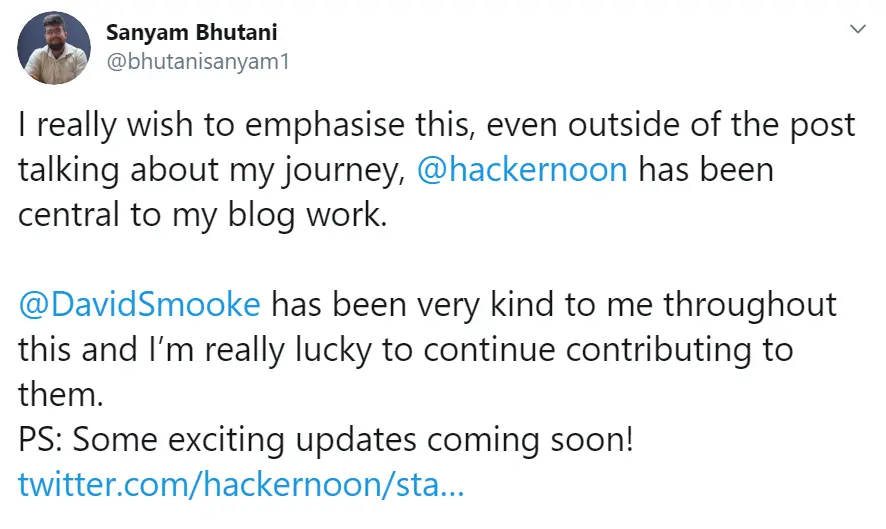 Sanyam Bhutani
@bhutanisanyam1
I really wish to emphasise this, even outside of the post
talking about my journey, @hackernoon has been
central to my blog work.
@DavidSmooke has been very kind to me throughout
this and I’m really lucky to continue contributing to
them.
PS: Some exciting updates coming soon!
twitter.com/hackernoon/sta...